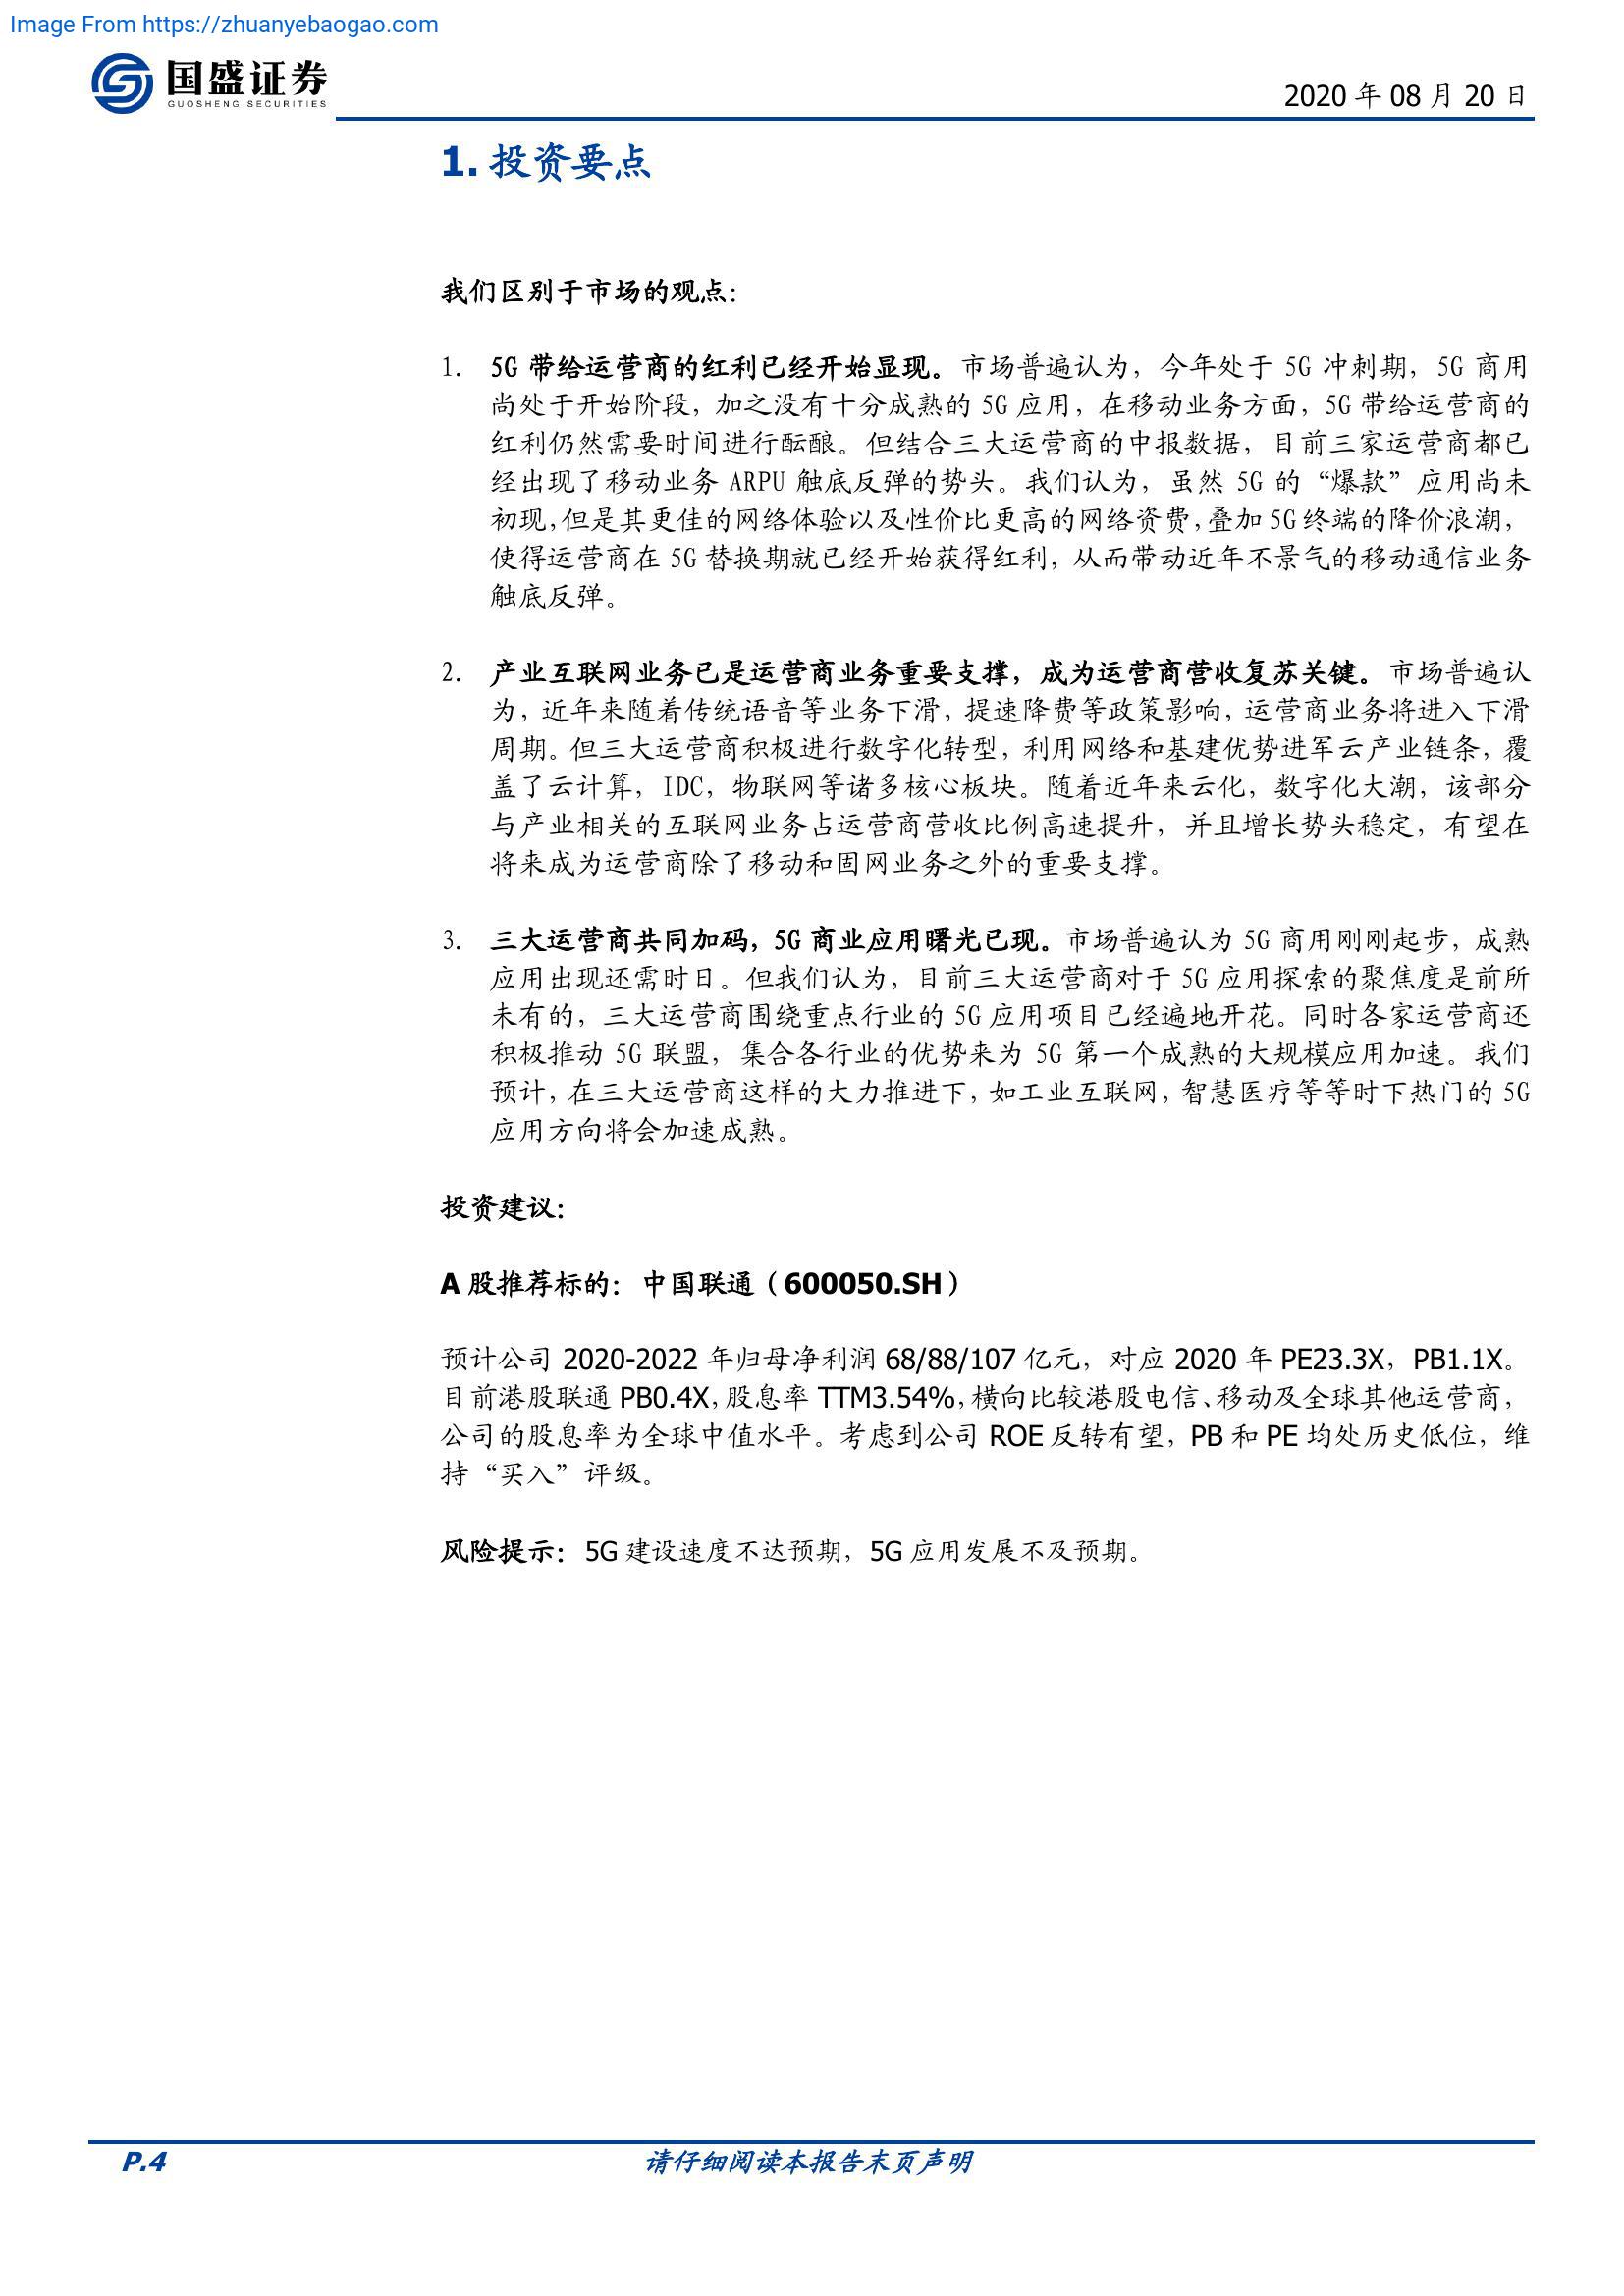 Image From https://zhuanyebaogao.com
国盛证券
GUOSHENG SECURITIES
2020 年 08 月 20 日
1. 投资要点
我们区别于市场的观点：
1. 5G 带给运营商的红利已经开始显现。市场普遍认为，今年处于 5G 冲刺期，5G 商用
尚处于开始阶段，加之没有十分成熟的 5G 应用，在移动业务方面，5G 带给运营商的
红利仍然需要时间进行酝酿。但结合三大运营商的中报数据，目前三家运营商都已
经出现了移动业务 ARPU 触底反弹的势头。我们认为，虽然 5G 的“爆款”应用尚未
初现，但是其更佳的网络体验以及性价比更高的网络资费，叠加 5G 终端的降价浪潮，
使得运营商在 5G 替换期就已经开始获得红利，从而带动近年不景气的移动通信业务
触底反弹。
2. 产业互联网业务已是运营商业务重要支撑，成为运营商营收复苏关键。市场普遍认
为，近年来随着传统语音等业务下滑，提速降费等政策影响，运营商业务将进入下滑
周期。但三大运营商积极进行数字化转型，利用网络和基建优势进军云产业链条，覆
盖了云计算，IDC，物联网等诸多核心板块。随着近年来云化，数字化大潮，该部分
与产业相关的互联网业务占运营商营收比例高速提升，并且增长势头稳定，有望在
将来成为运营商除了移动和固网业务之外的重要支撑。
3. 三大运营商共同加码，5G 商业应用曙光已现。市场普遍认为 5G 商用刚刚起步，成熟
应用出现还需时日。但我们认为，目前三大运营商对于 5G 应用探索的聚焦度是前所
未有的，三大运营商围绕重点行业的 5G 应用项目已经遍地开花。同时各家运营商还
积极推动 5G 联盟，集合各行业的优势来为 5G 第一个成熟的大规模应用加速。我们
预计，在三大运营商这样的大力推进下，如工业互联网，智慧医疗等等时下热门的 5G
应用方向将会加速成熟。
投资建议：
A 股推荐标的：中国联通（600050.SH）
预计公司 2020-2022 年归母净利润 68/88/107 亿元，对应 2020 年 PE23.3X，PB1.1X。
目前港股联通 PB0.4X，股息率 TTM3.54%，横向比较港股电信、移动及全球其他运营商，
公司的股息率为全球中值水平。考虑到公司 ROE 反转有望，PB 和 PE 均处历史低位，维
持“买入”评级。
风险提示：5G 建设速度不达预期，5G 应用发展不及预期。
P.4
请仔细阅读本报告末页声明